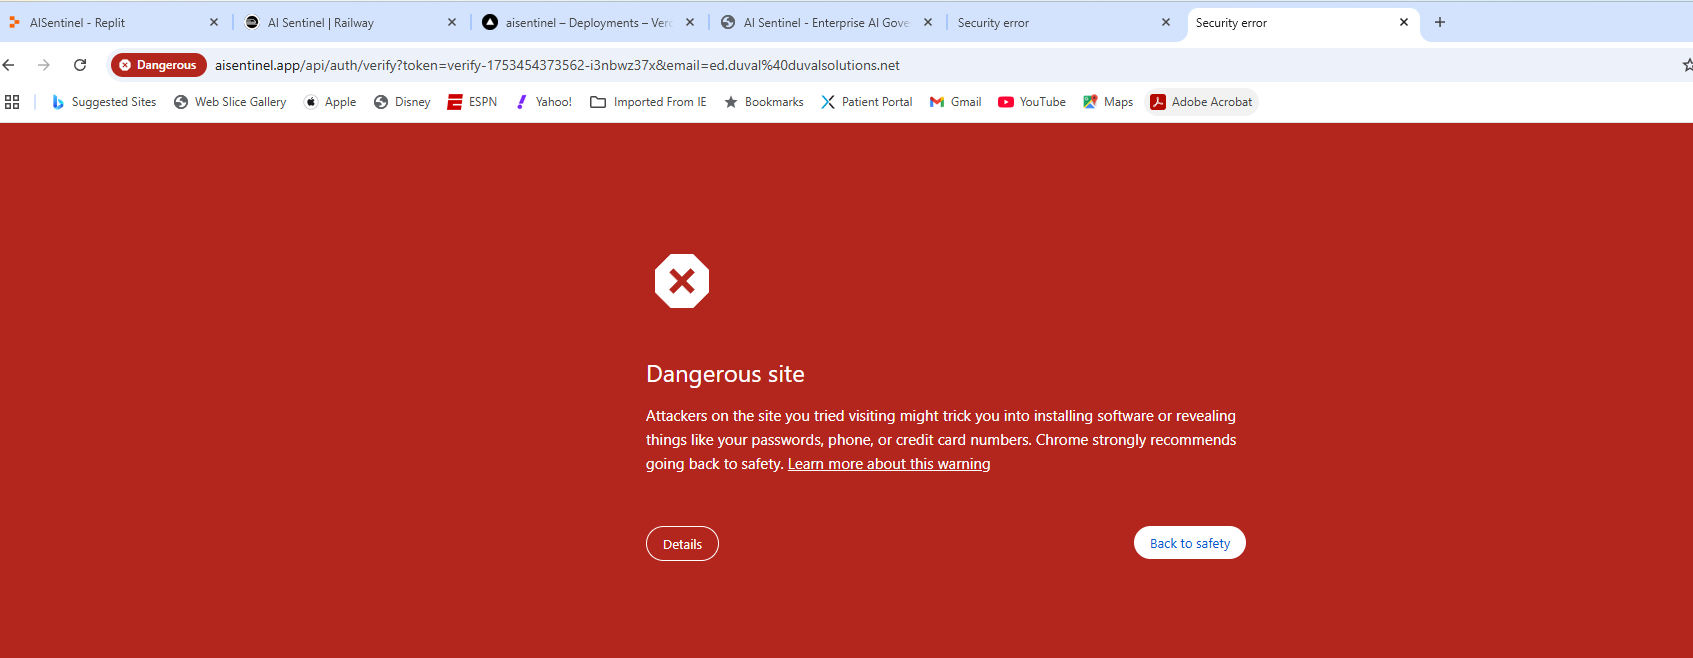 AISentinel - Replit
AI Sentinel | Railway
aisentinel – Deployments – Verc
AI Sentinel - Enterprise AI Gove
Security error
Security error
Dangerous
aisentinel.app/api/auth/verify?token=verify-1753454373562-i3nbwz37x&email=ed.duval%40duvalsolutions.net
Suggested Sites
Web Slice Gallery
Apple
Disney
ESPN
Yahoo!
Imported From IE
Bookmarks
Patient Portal
Gmail
YouTube
Maps
Adobe Acrobat
Dangerous site
Attackers on the site you tried visiting might trick you into installing software or revealing
things like your passwords, phone, or credit card numbers. Chrome strongly recommends
going back to safety. Learn more about this warning
Details
Back to safety